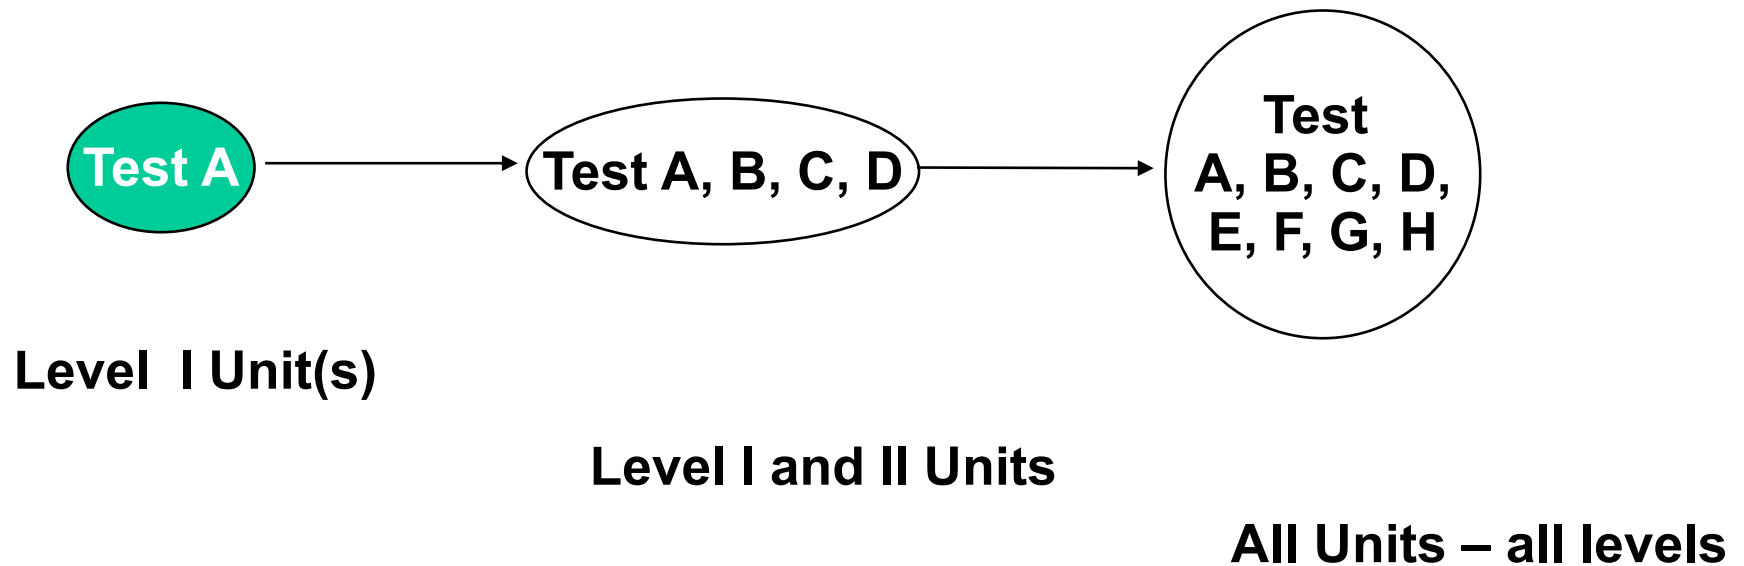 Test A
Test A, B, C, D
Test
A, B, C, D,
E, F, G, H
Level I Unit(s)
Level I and II Units
All Units – all levels